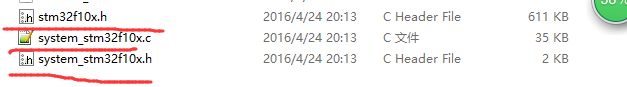 stm32f10x.h 2016/4/24 20:13 C Header File 611 KB
system_stm32f10x.c 2016/4/24 20:13 C 文件 35 KB
system_stm32f10x.h 2016/4/24 20:13 C Header File 2 KB